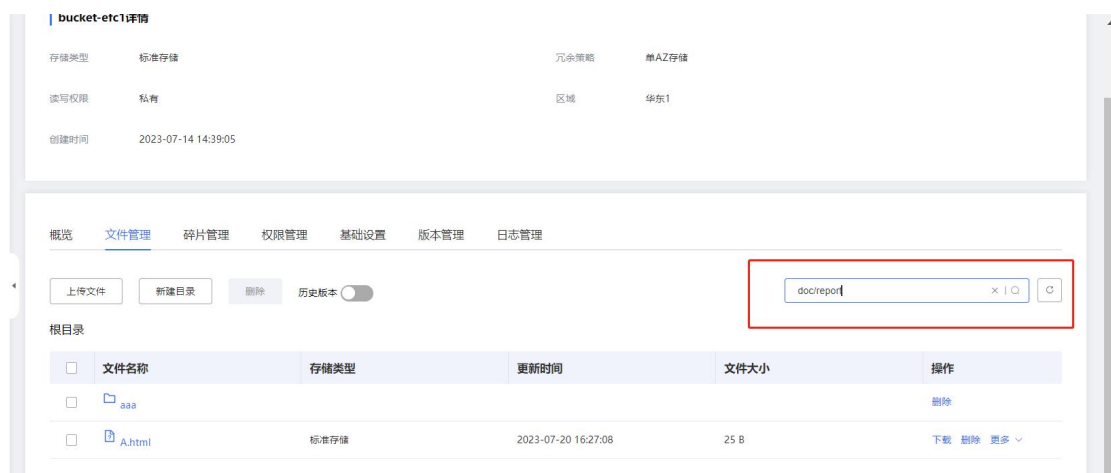 bucket-efc1详情
存储类型 标准存储 冗余策略 单AZ存储
读写权限 私有 区域 华东1
创建时间 2023-07-14 14:39:05
概览 文件管理 碎片管理 权限管理 基础设置 版本管理 日志管理
上传文件 新建目录 删除 历史版本 doc/report
根目录
文件名称 存储类型 更新时间 文件大小 操作
aaa 删除
A.html 标准存储 2023-07-20 16:27:08 25 B 下载 删除 更多